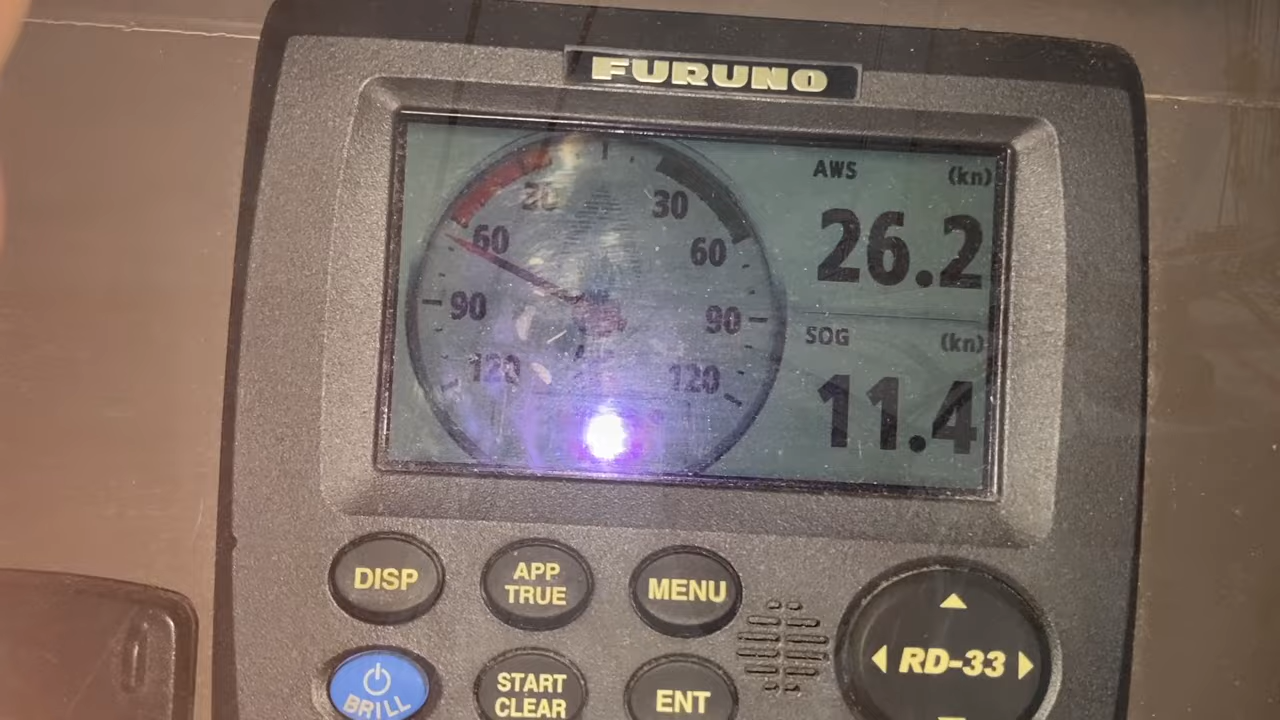 FURUNO
30 30
60 60
90 90
120 120
AWS (kn)
26.2
SOG (kn)
11.4
DISP
APP
TRUE
MENU
BRILL
START
CLEAR
ENT
RD-33